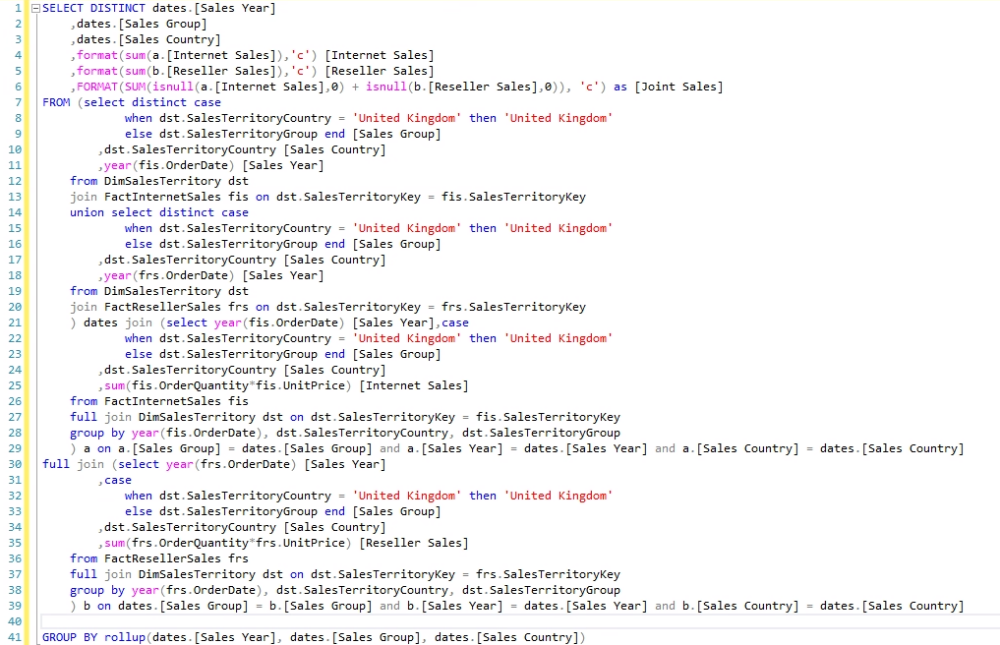 1 SELECT DISTINCT dates.[Sales Year]
2 ,dates.[Sales Group]
3 ,dates.[Sales Country]
4 ,format(sum(a.[Internet Sales]),'c') [Internet Sales]
5 ,format(sum(b.[Reseller Sales]),'c') [Reseller Sales]
6 ,FORMAT(SUM(isnull(a.[Internet Sales],0) + isnull(b.[Reseller Sales],0)), 'c') as [Joint Sales]
7 FROM (select distinct case
8 when dst.SalesTerritoryCountry = 'United Kingdom' then 'United Kingdom'
9 else dst.SalesTerritoryGroup end [Sales Group]
10 ,dst.SalesTerritoryCountry [Sales Country]
11 ,year(fis.OrderDate) [Sales Year]
12 from DimSalesTerritory dst
13 join FactInternetSales fis on dst.SalesTerritoryKey = fis.SalesTerritoryKey
14 union select distinct case
15 when dst.SalesTerritoryCountry = 'United Kingdom' then 'United Kingdom'
16 else dst.SalesTerritoryGroup end [Sales Group]
17 ,dst.SalesTerritoryCountry [Sales Country]
18 ,year(frs.OrderDate) [Sales Year]
19 from DimSalesTerritory dst
20 join FactResellerSales frs on dst.SalesTerritoryKey = frs.SalesTerritoryKey
21 ) dates join (select year(fis.OrderDate) [Sales Year],case
22 when dst.SalesTerritoryCountry = 'United Kingdom' then 'United Kingdom'
23 else dst.SalesTerritoryGroup end [Sales Group]
24 ,dst.SalesTerritoryCountry [Sales Country]
25 ,sum(fis.OrderQuantity*fis.UnitPrice) [Internet Sales]
26 from FactInternetSales fis
27 full join DimSalesTerritory dst on dst.SalesTerritoryKey = fis.SalesTerritoryKey
28 group by year(fis.OrderDate), dst.SalesTerritoryCountry, dst.SalesTerritoryGroup
29 ) a on a.[Sales Group] = dates.[Sales Group] and a.[Sales Year] = dates.[Sales Year] and a.[Sales Country] = dates.[Sales Country]
30 full join (select year(frs.OrderDate) [Sales Year]
31 ,case
32 when dst.SalesTerritoryCountry = 'United Kingdom' then 'United Kingdom'
33 else dst.SalesTerritoryGroup end [Sales Group]
34 ,dst.SalesTerritoryCountry [Sales Country]
35 ,sum(frs.OrderQuantity*frs.UnitPrice) [Reseller Sales]
36 from FactResellerSales frs
37 full join DimSalesTerritory dst on dst.SalesTerritoryKey = frs.SalesTerritoryKey
38 group by year(frs.OrderDate), dst.SalesTerritoryCountry, dst.SalesTerritoryGroup
39 ) b on dates.[Sales Group] = b.[Sales Group] and b.[Sales Year] = dates.[Sales Year] and b.[Sales Country] = dates.[Sales Country]
40
41 GROUP BY rollup(dates.[Sales Year], dates.[Sales Group], dates.[Sales Country])